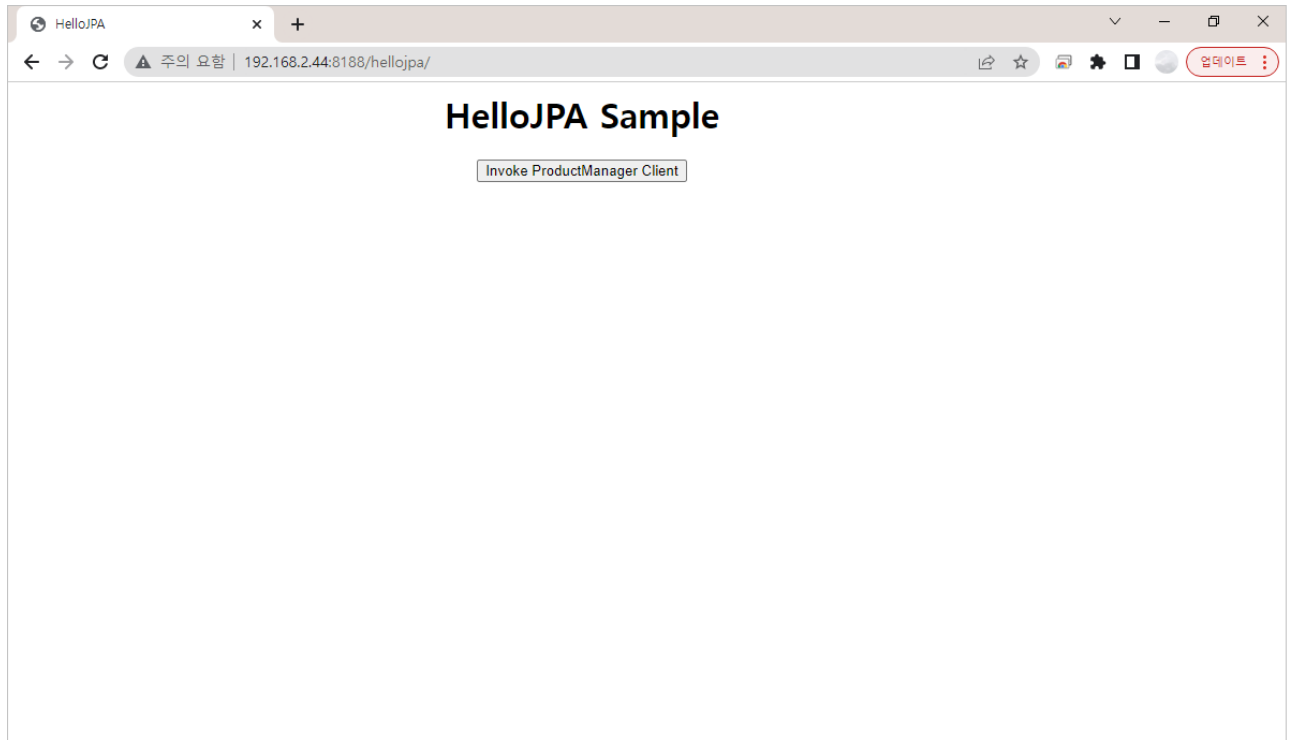 HelloJPA
주의 요함 | 192.168.2.44:8188/hellojpa/
업데이트
HelloJPA Sample
Invoke ProductManager Client